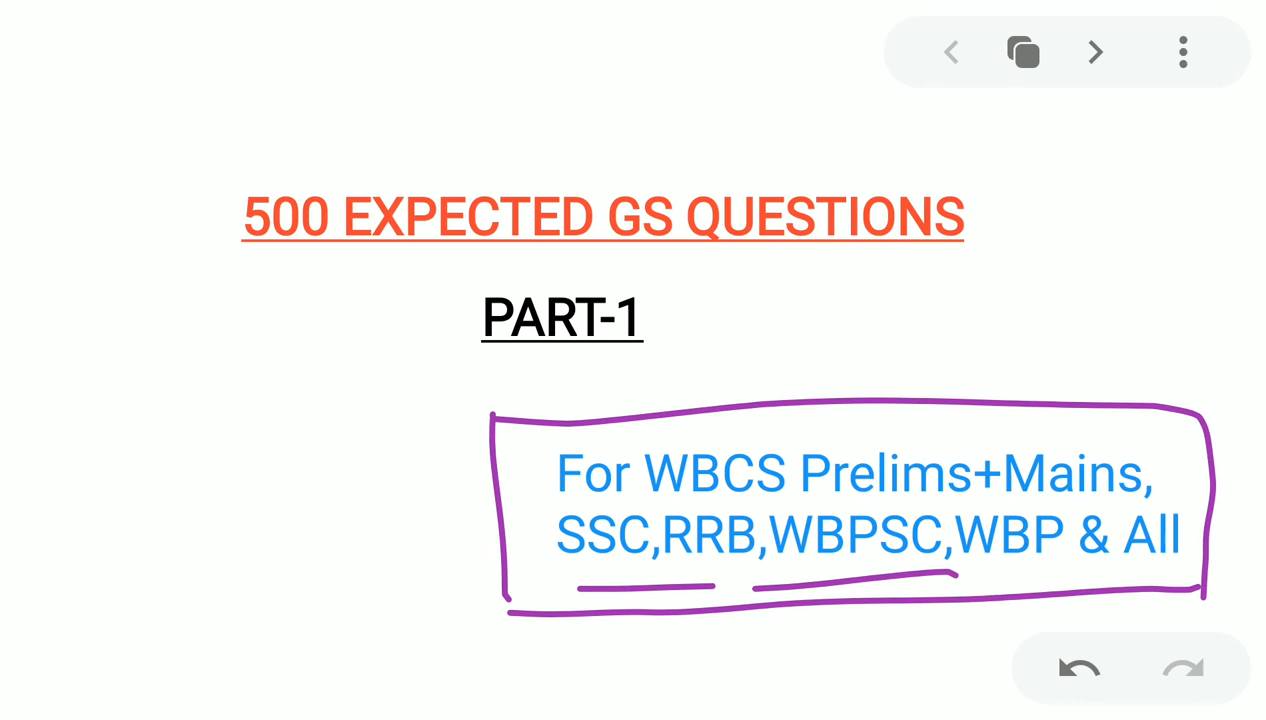 500 EXPECTED GS QUESTIONS
PART-1
For WBCS Prelims+Mains,
SSC,RRB,WBPSC,WBP & All